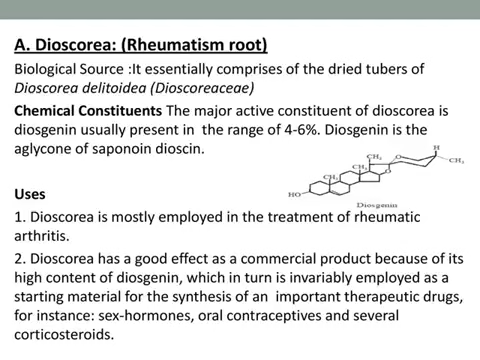 A. Dioscorea: (Rheumatism root)
Biological Source :It essentially comprises of the dried tubers of
Dioscorea delitoidea (Dioscoreaceae)
Chemical Constituents The major active constituent of dioscorea is
diosgenin usually present in  the range of 4-6%. Diosgenin is the
aglycone of saponoin dioscin.
H
CH3
O
CH3
CH3
O
CH3
HO
Diosgenin
Uses
1. Dioscorea is mostly employed in the treatment of rheumatic
arthritis.
2. Dioscorea has a good effect as a commercial product because of its
high content of diosgenin, which in turn is invariably employed as a
starting material for the synthesis of an  important therapeutic drugs,
for instance: sex-hormones, oral contraceptives and several
corticosteroids.